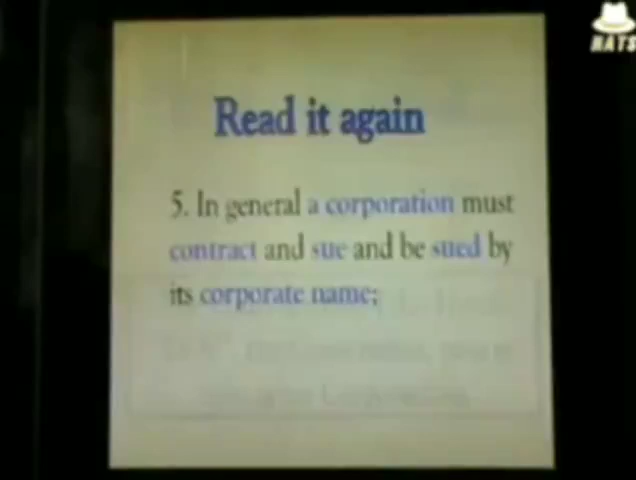 HATS
Read it again
5. In general a corporation must
contract and sue and be sued by
its corporate name;